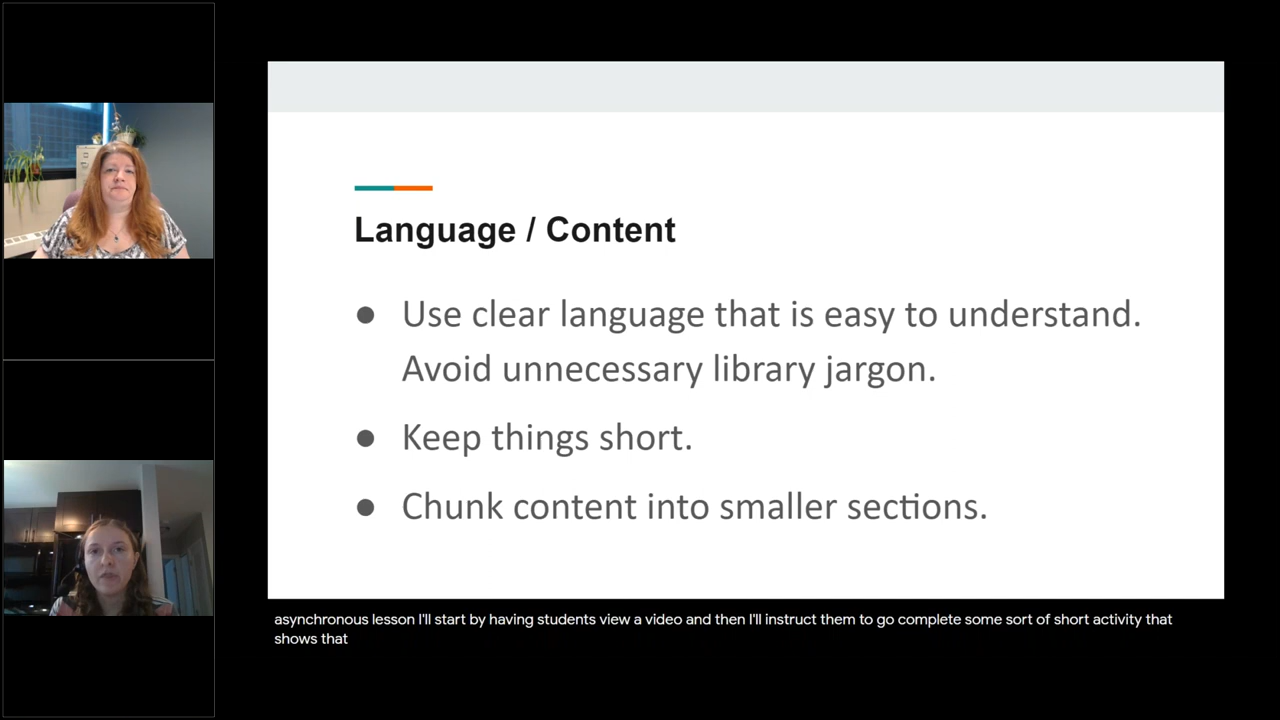 Language / Content
● Use clear language that is easy to understand.
Avoid unnecessary library jargon.
● Keep things short.
● Chunk content into smaller sections.
asynchronous lesson I'll start by having students view a video and then I'll instruct them to go complete some sort of short activity that
shows that